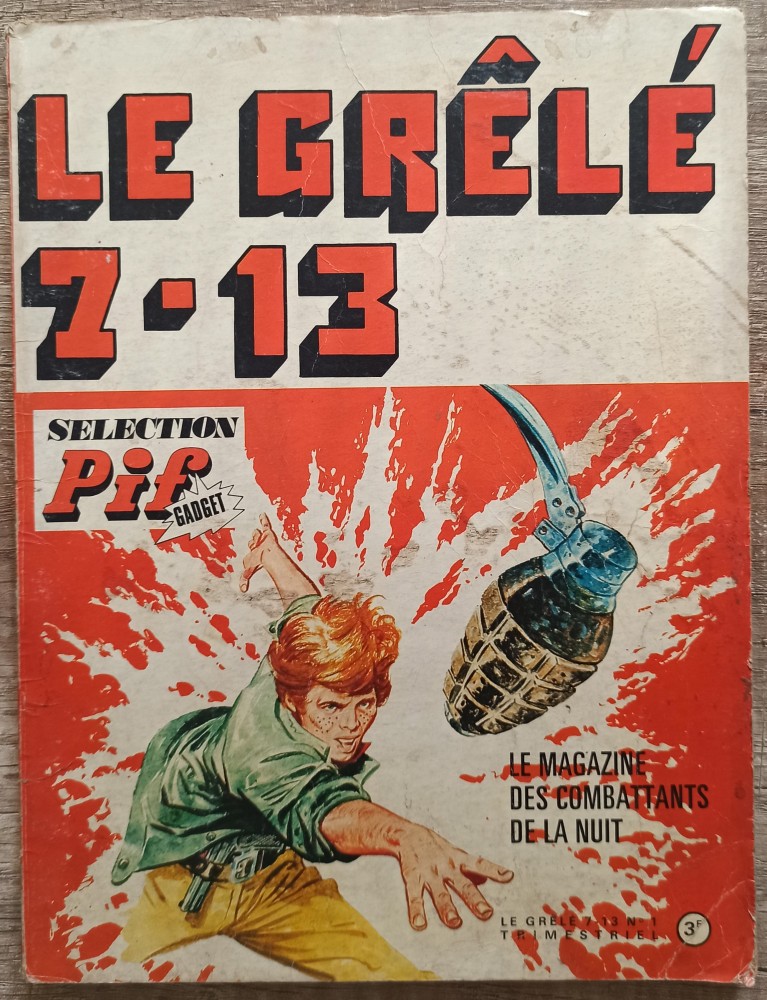 LE GRÊLÉ
7·13
SELECTION
Pif
GADGET
LE MAGAZINE
DES COMBATTANTS
DE LA NUIT
LE GRÊLÉ 7-13 N° 1
TRIMESTRIEL
3F